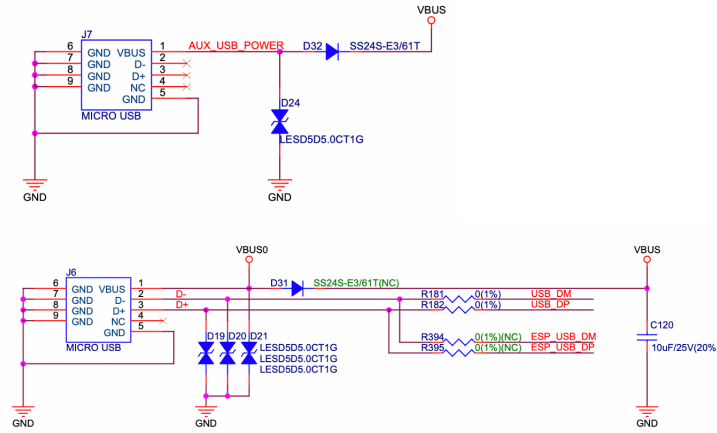 VBUS
J7
AUX_USB_POWER
D32
SS24S-E3/61T
6 GND VBUS 1
7 GND D- 2
8 GND D+ 3
9 GND NC 4
GND 5
MICRO USB
D24
LESD5D5.0CT1G
GND
GND
VBUS0
VBUS
J6
D31
SS24S-E3/61T(NC)
6 GND VBUS 1
7 GND D- 2 D- R181 0(1%) USB_DM
8 GND D+ 3 D+ R182 0(1%) USB_DP
9 GND NC 4
GND 5
MICRO USB
D19 D20 D21
LESD5D5.0CT1G
LESD5D5.0CT1G
LESD5D5.0CT1G
R394 0(1%)(NC) ESP_USB_DM
R395 0(1%)(NC) ESP_USB_DP
C120
10uF/25V(20%
GND
GND
GND